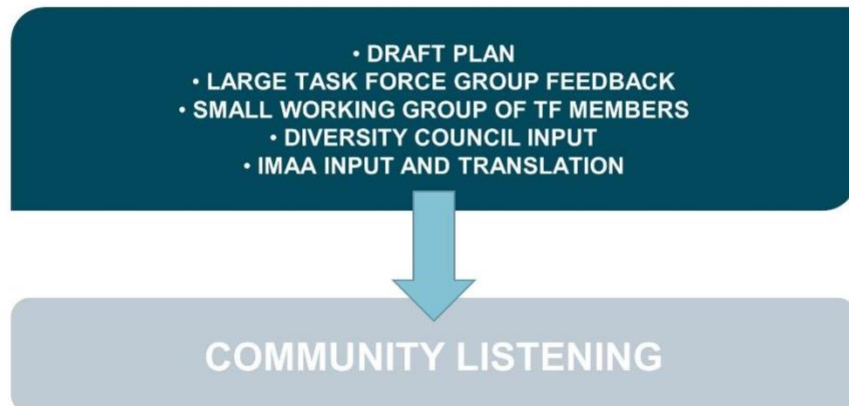 • DRAFT PLAN
• LARGE TASK FORCE GROUP FEEDBACK
• SMALL WORKING GROUP OF TF MEMBERS
• DIVERSITY COUNCIL INPUT
• IMAA INPUT AND TRANSLATION
COMMUNITY LISTENING